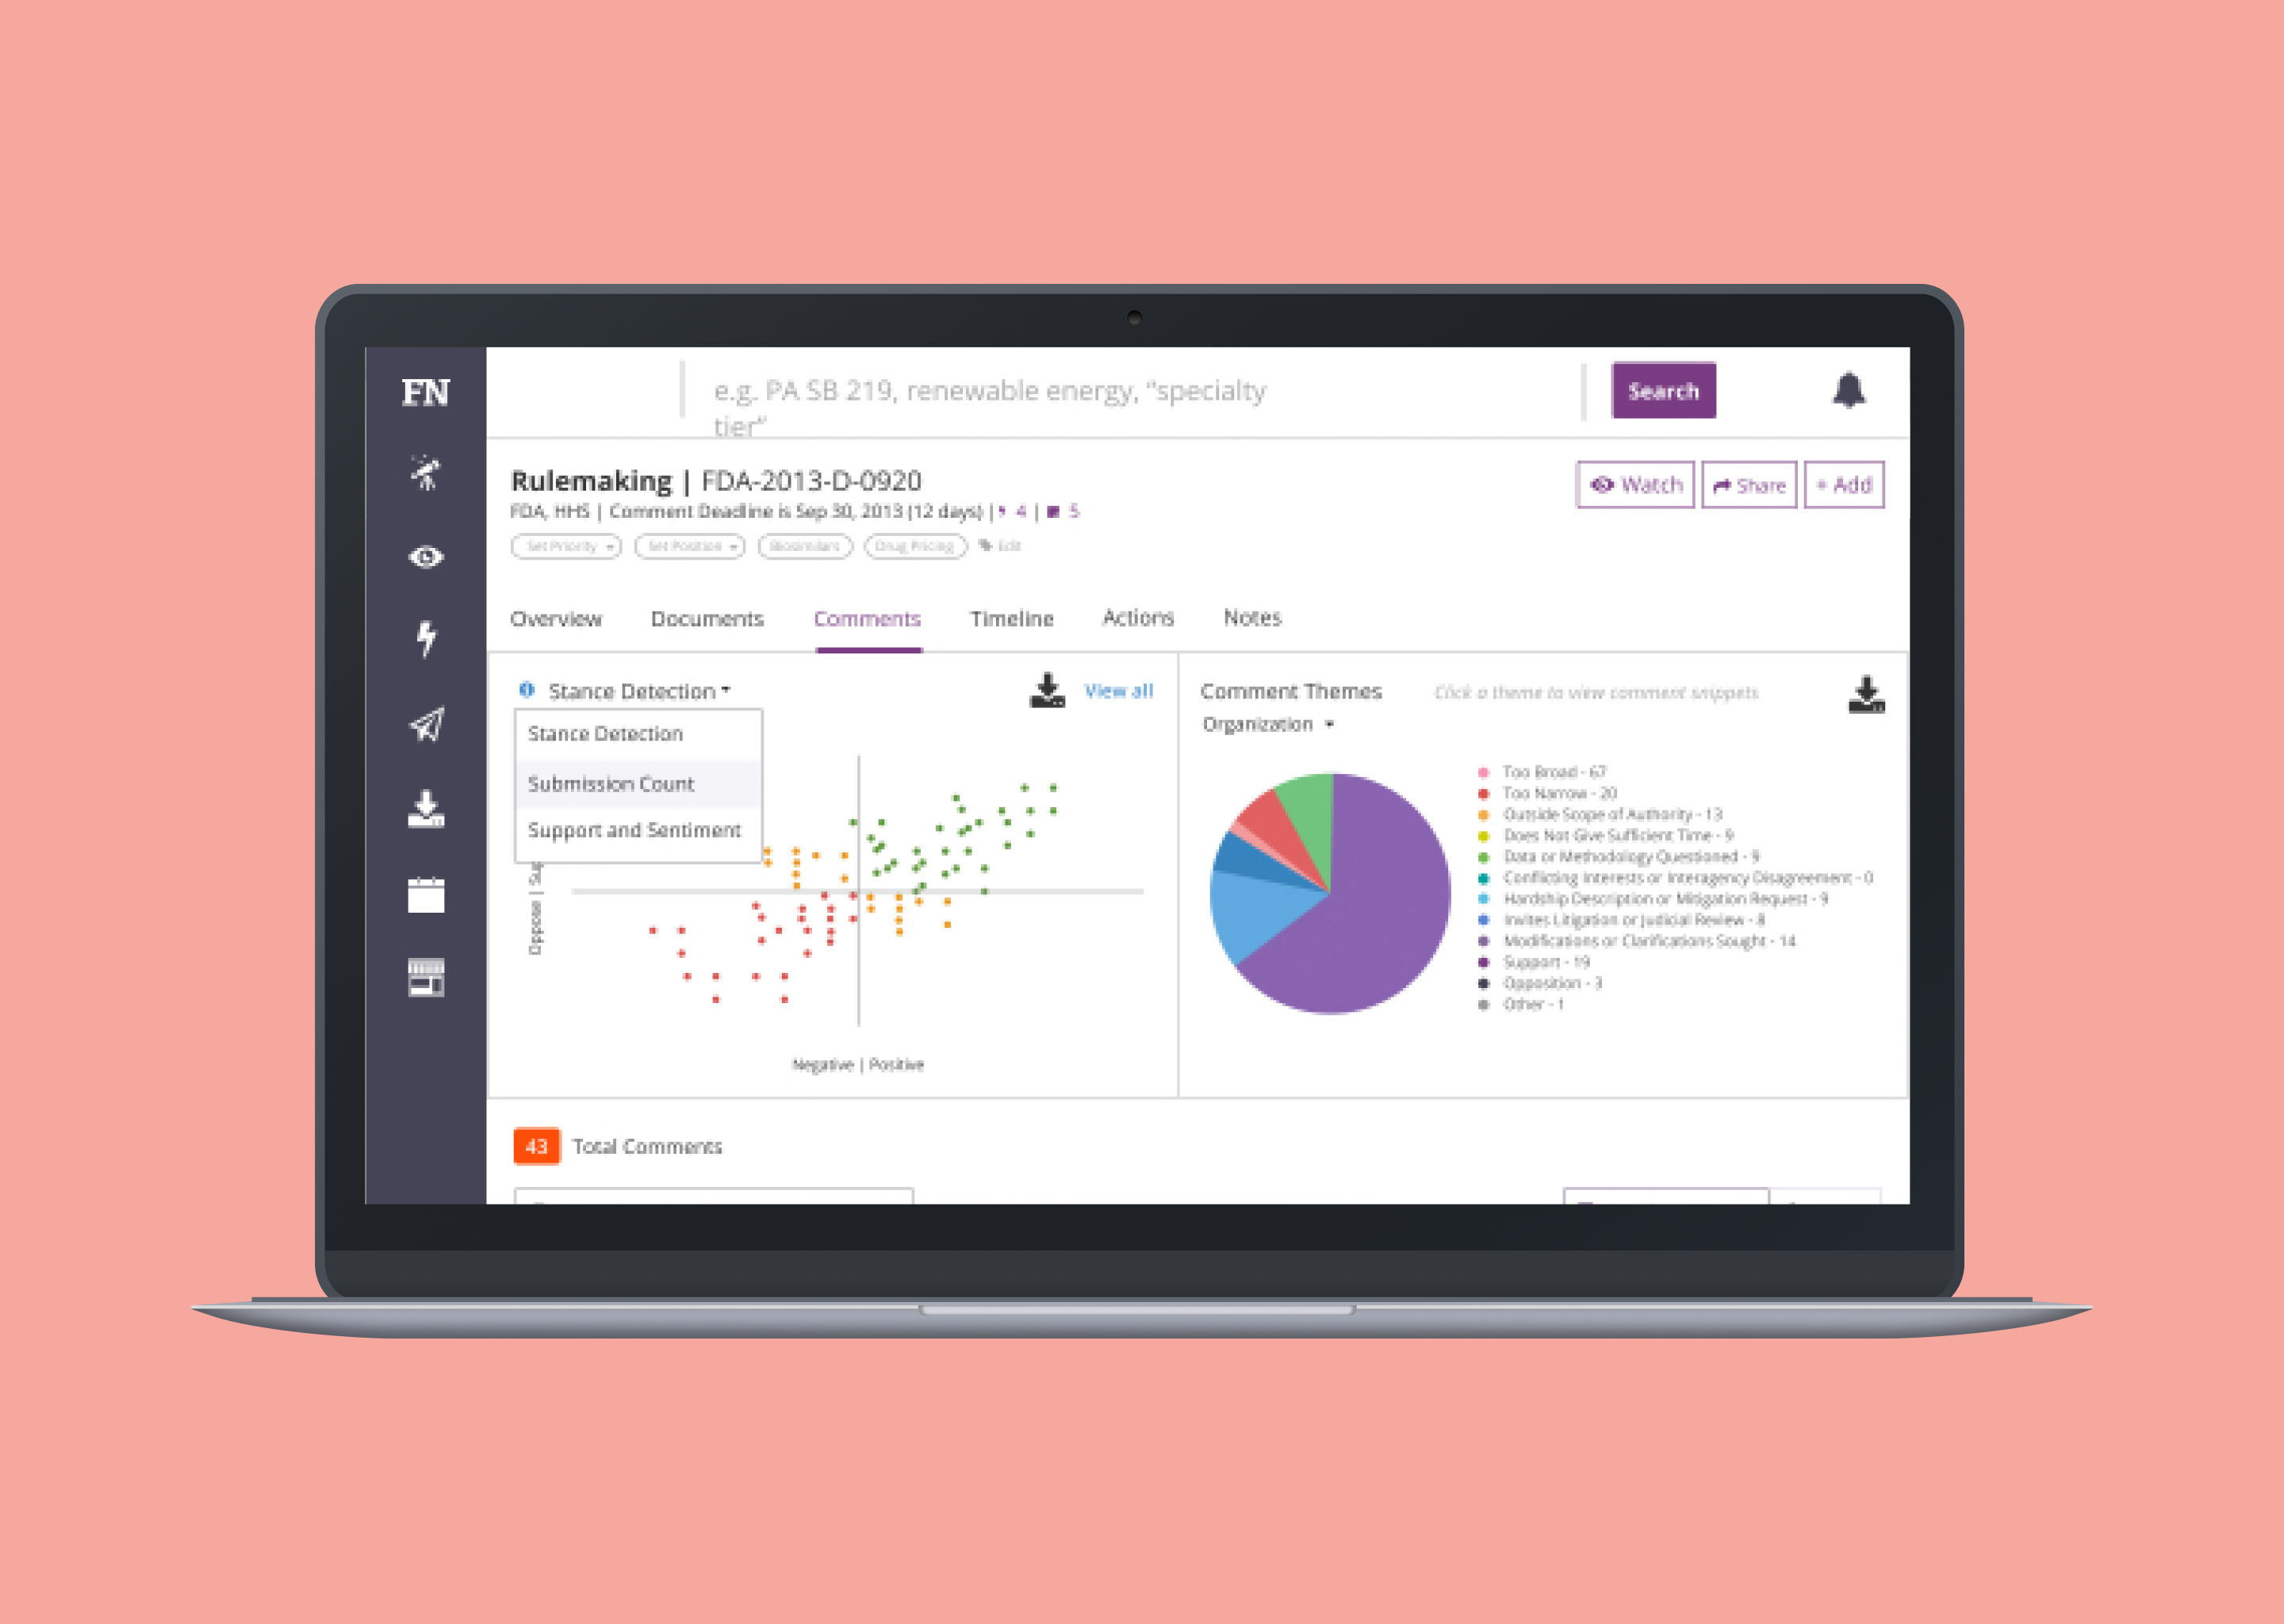 FN
e.g. PA SB 219, renewable energy, "specialty
tier"
Search
Rulemaking | FDA-2013-D-0920
Watch
Share
+ Add
FDA, HHS | Comment Deadline is Sep 30, 2013 (12 days) | 4 | 5
Set Priority
Set Position
Biosimilars
Drug Pricing
Edit
Overview
Documents
Comments
Timeline
Actions
Notes
Stance Detection
View all
Stance Detection
Submission Count
Support and Sentiment
Oppose | Sup
Negative | Positive
Comment Themes
Click a theme to view comment snippets
Organization
Too Broad - 67
Too Narrow - 20
Outside Scope of Authority - 13
Does Not Give Sufficient Time - 9
Data or Methodology Questioned - 9
Conflicting Interests or Interagency Disagreement - 0
Hardship Description or Mitigation Request - 9
Invites Litigation or Judicial Review - 8
Modifications or Clarifications Sought - 14
Support - 19
Opposition - 3
Other - 1
43 Total Comments